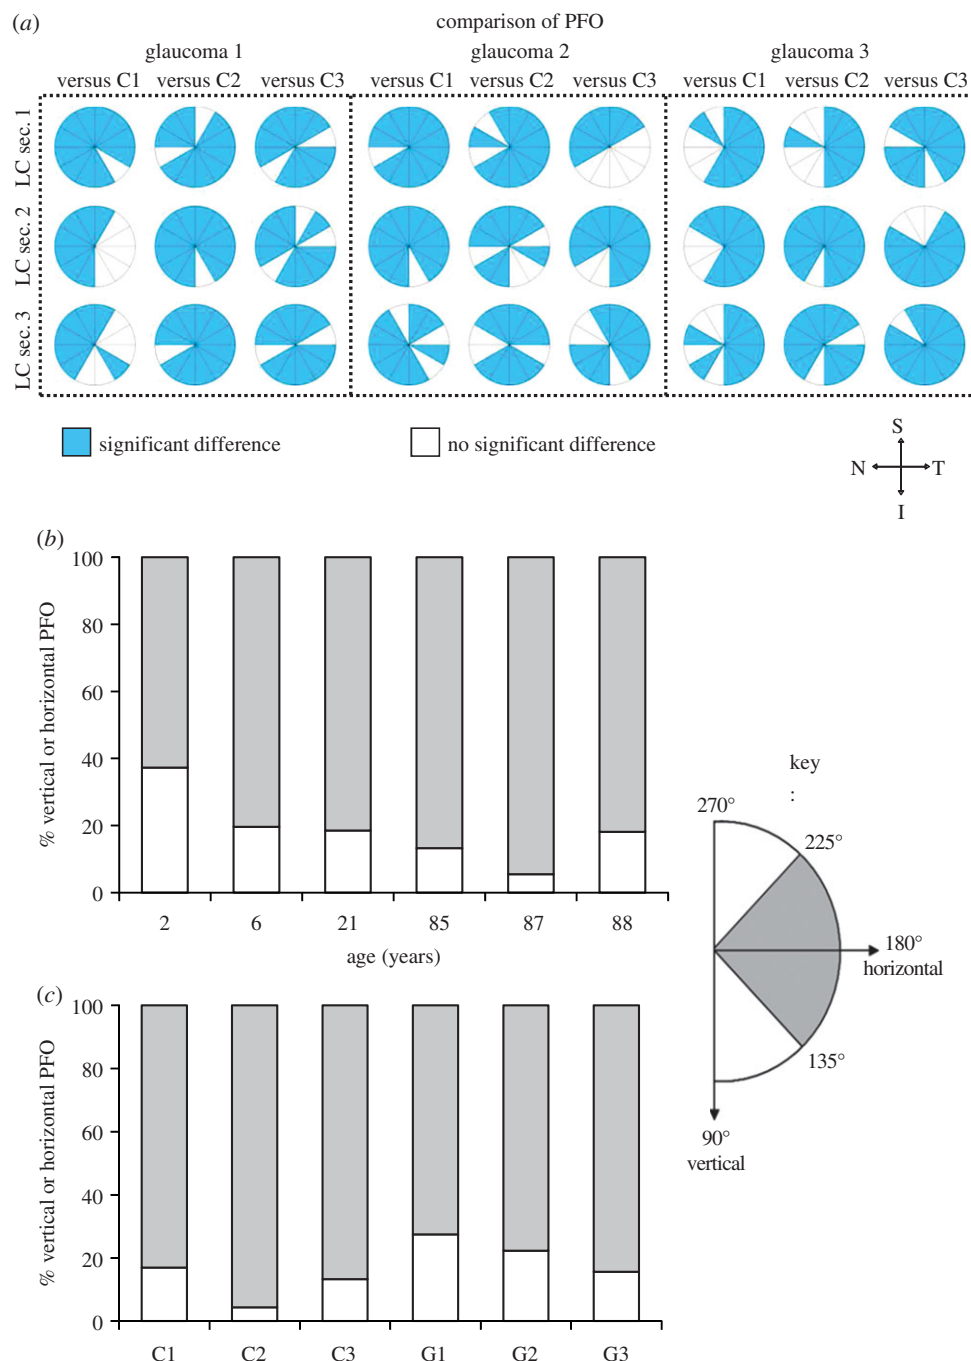 (a) comparison of PFO
glaucoma 1 glaucoma 2 glaucoma 3
versus C1 versus C2 versus C3 versus C1 versus C2 versus C3 versus C1 versus C2 versus C3
LC sec. 1
LC sec. 2
LC sec. 3
significant difference no significant difference
S
N T
I
(b)
% vertical or horizontal PFO
100
80
60
40
20
0
2 6 21 85 87 88
age (years)
key
:
270°
225°
180°
horizontal
135°
90°
vertical
(c)
% vertical or horizontal PFO
100
80
60
40
20
0
C1 C2 C3 G1 G2 G3